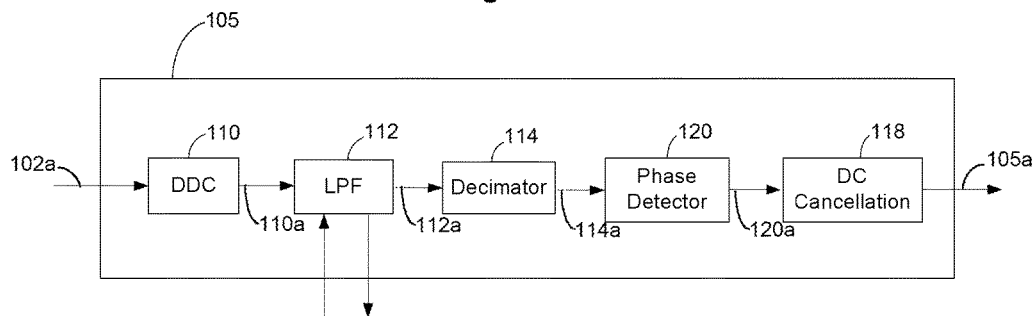 105
110
112
114
120
118
102a
105a
DDC
LPF
Decimator
Phase
Detector
DC
Cancellation
110a
112a
114a
120a